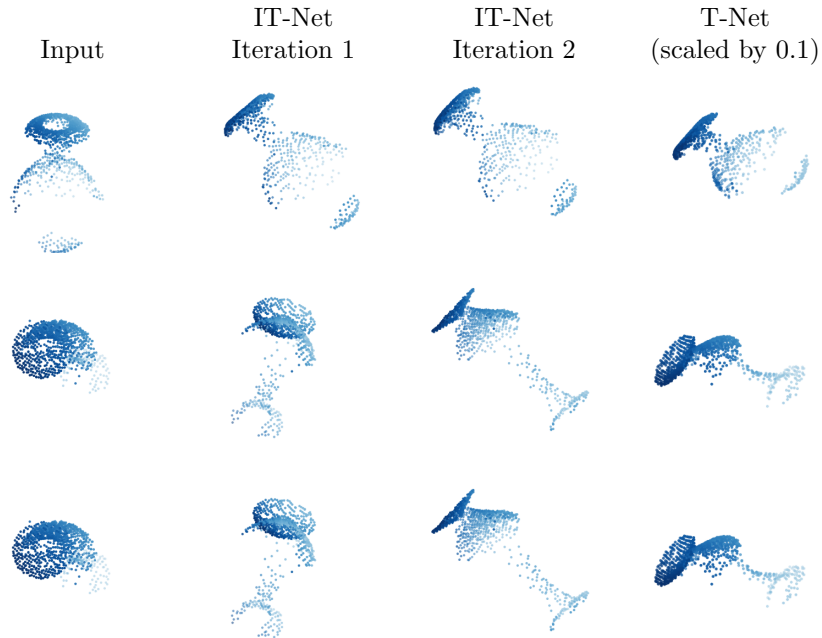 Input
IT-Net
Iteration 1
IT-Net
Iteration 2
T-Net
(scaled by 0.1)